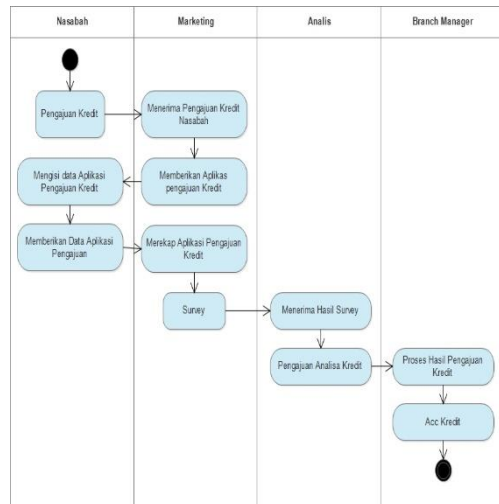 Nasabah
Marketing
Analis
Branch Manager
Pengajuan Kredit
Menerima Pengajuan Kredit
Nasabah
Mengisi data Aplikasi
Pengajuan Kredit
Memberikan Aplikas
pengajuan Kredit
Memberikan Data Aplikasi
Pengajuan
Merekap Aplikasi Pengajuan
Kredit
Survey
Menerima Hasil Survey
Pengajuan Analisa Kredit
Proses Hasil Pengajuan
Kredit
Acc Kredit